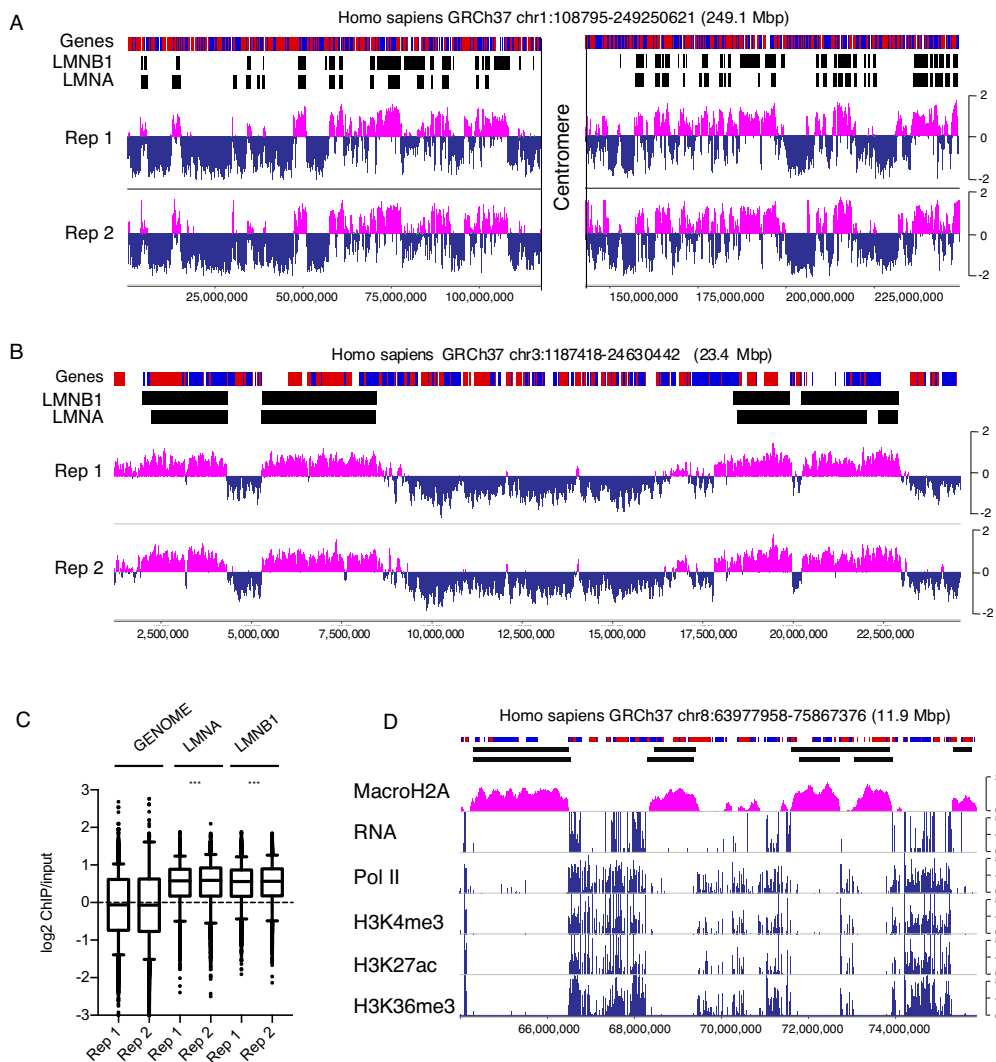 A
Homo sapiens GRCh37 chr1:108795-249250621 (249.1 Mbp)
Genes
LMNB1
LMNA
Rep 1
Rep 2
Centromere
2
0
-2
2
0
-2
25,000,000 50,000,000 75,000,000 100,000,000
150,000,000 175,000,000 200,000,000 225,000,000
B
Homo sapiens GRCh37 chr3:1187418-24630442 (23.4 Mbp)
Genes
LMNB1
LMNA
Rep 1
Rep 2
2
0
-2
2
0
-2
2,500,000 5,000,000 7,500,000 10,000,000 12,500,000 15,000,000 17,500,000 20,000,000 22,500,000
C
GENOME
LMNA
LMNB1
*** ***
log2 ChIP/input
3
2
1
0
-1
-2
-3
Rep 1 Rep 2 Rep 1 Rep 2 Rep 1 Rep 2
D
Homo sapiens GRCh37 chr8:63977958-75867376 (11.9 Mbp)
MacroH2A
RNA
Pol II
H3K4me3
H3K27ac
H3K36me3
66,000,000 68,000,000 70,000,000 72,000,000 74,000,000